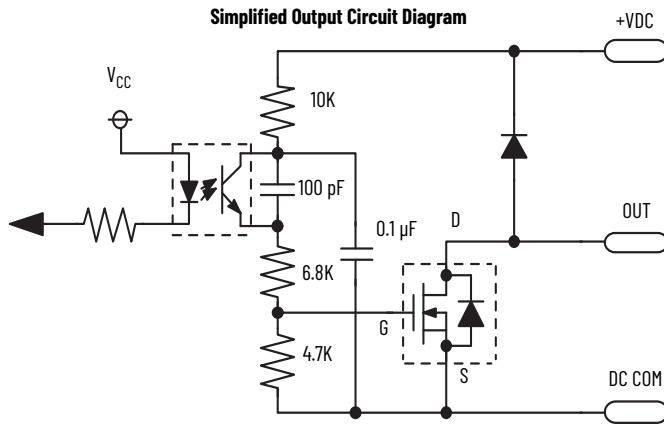 Simplified Output Circuit Diagram
+VDC
VCC
10K
100 pF
0.1 µF
D
OUT
6.8K
G
4.7K
S
DC COM